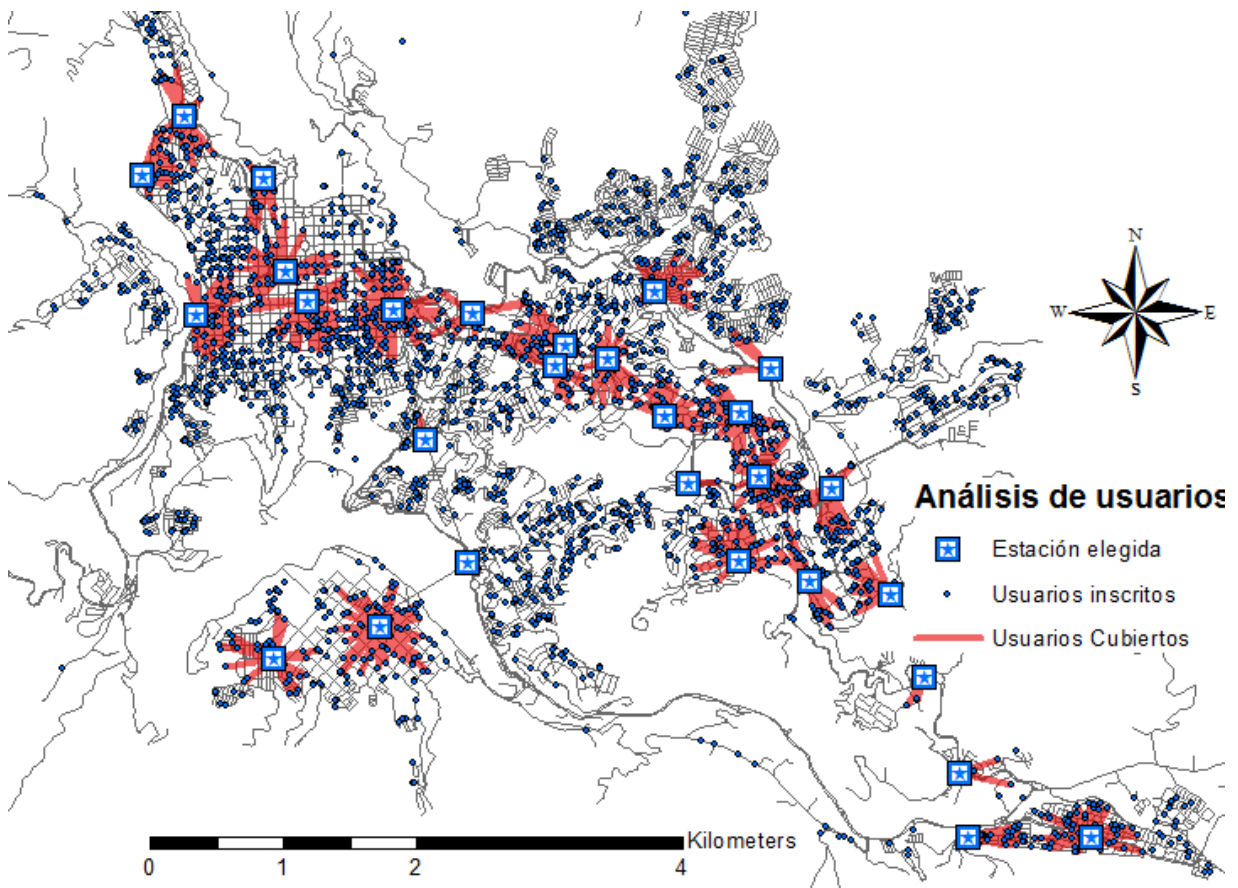 N
W E
S
Análisis de usuarios
Estación elegida
Usuarios inscritos
Usuarios Cubiertos
Kilometers
0 1 2 4